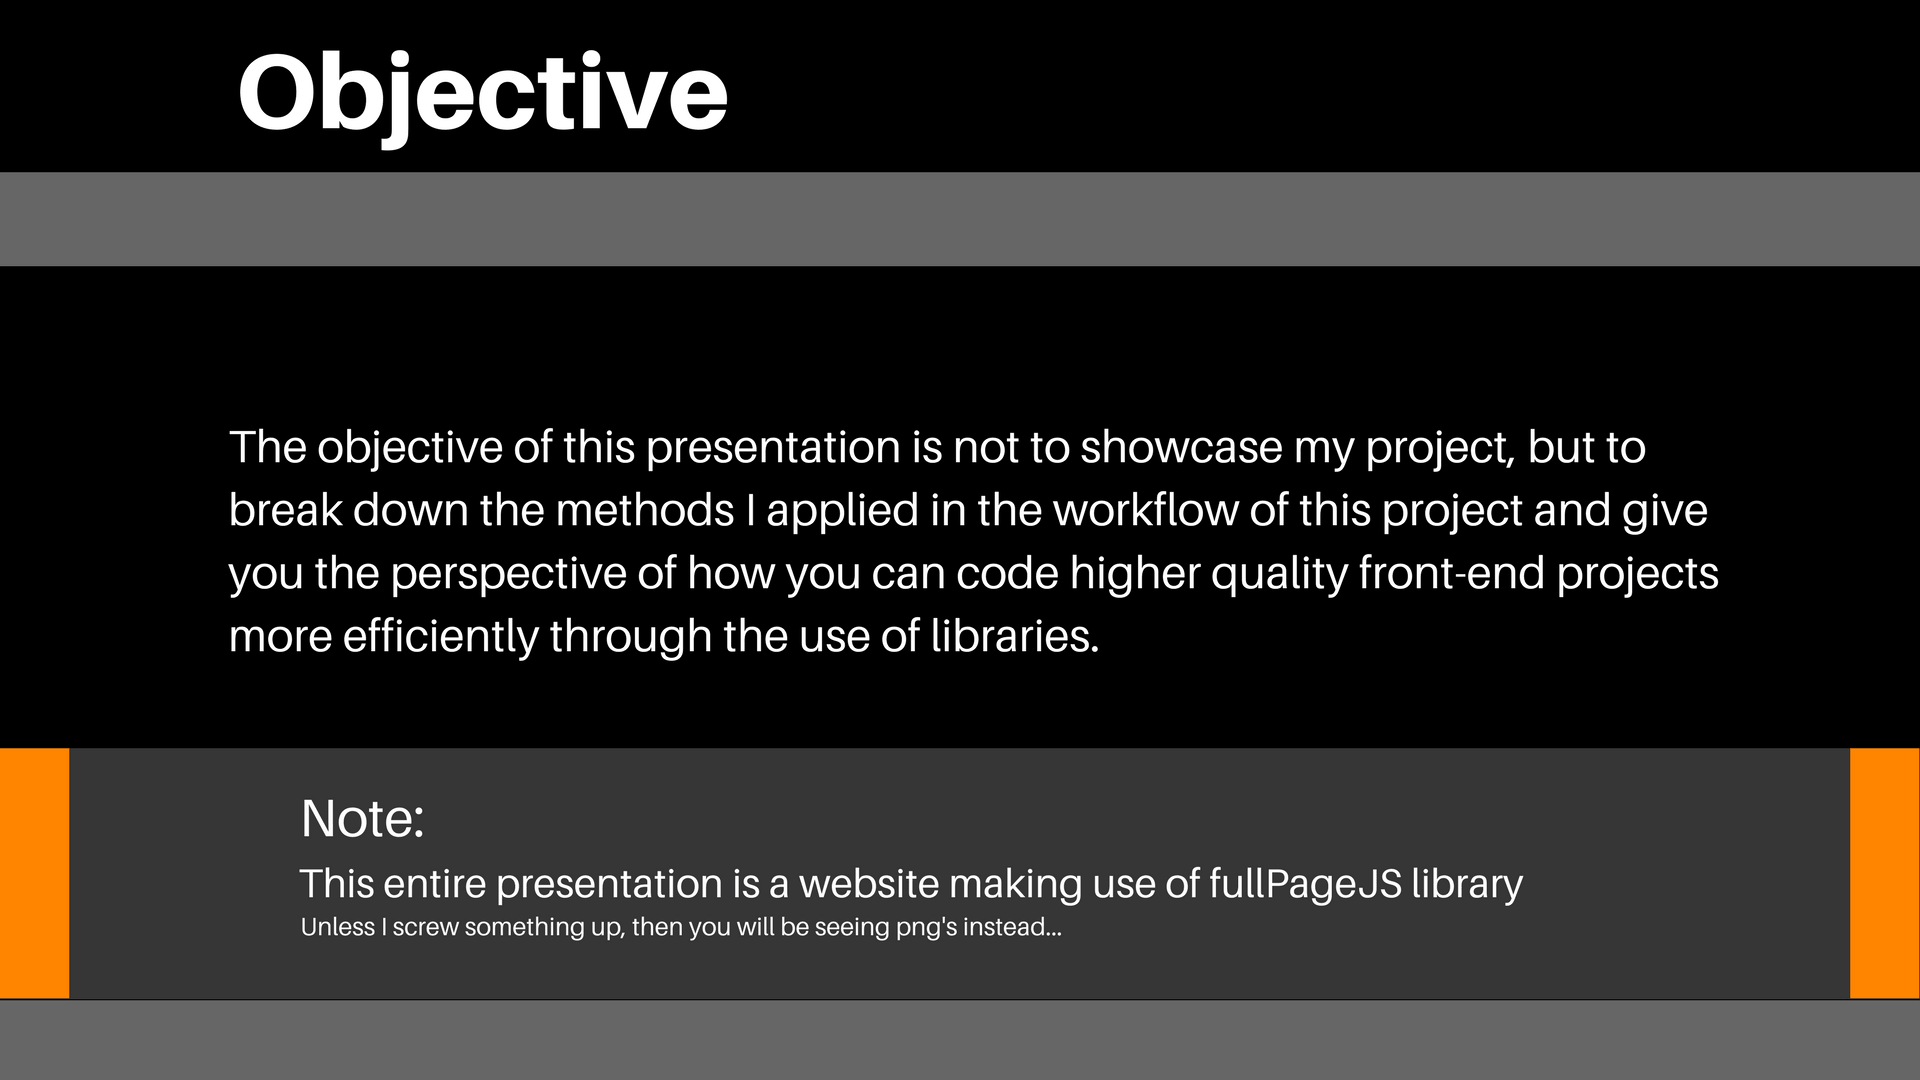 Objective
The objective of this presentation is not to showcase my project, but to
break down the methods I applied in the workflow of this project and give
you the perspective of how you can code higher quality front-end projects
more efficiently through the use of libraries.
Note:
This entire presentation is a website making use of fullPageJS library
Unless I screw something up, then you will be seeing png's instead...